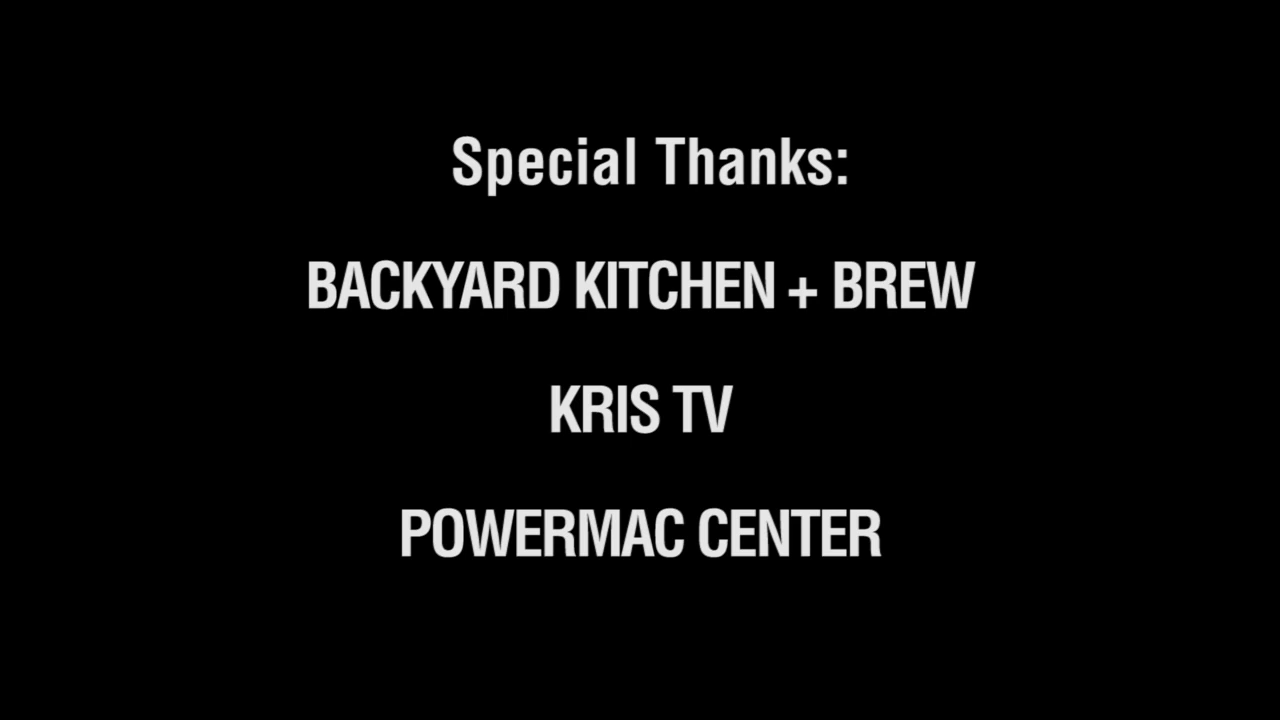 Special Thanks:
BACKYARD KITCHEN + BREW
KRIS TV
POWERMAC CENTER